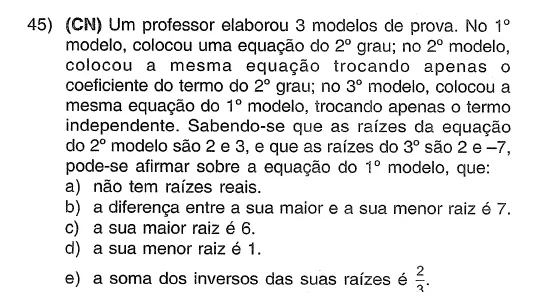 45) (CN) Um professor elaborou 3 modelos de prova. No 1º
modelo, colocou uma equação do 2º grau; no 2º modelo,
colocou a mesma equação trocando apenas o
coeficiente do termo do 2º grau; no 3º modelo, colocou a
mesma equação do 1º modelo, trocando apenas o termo
independente. Sabendo-se que as raízes da equação
do 2º modelo são 2 e 3, e que as raízes do 3º são 2 e –7,
pode-se afirmar sobre a equação do 1º modelo, que:
a) não tem raízes reais.
b) a diferença entre a sua maior e a sua menor raiz é 7.
c) a sua maior raiz é 6.
d) a sua menor raiz é 1.
e) a soma dos inversos das suas raízes é 2/3.